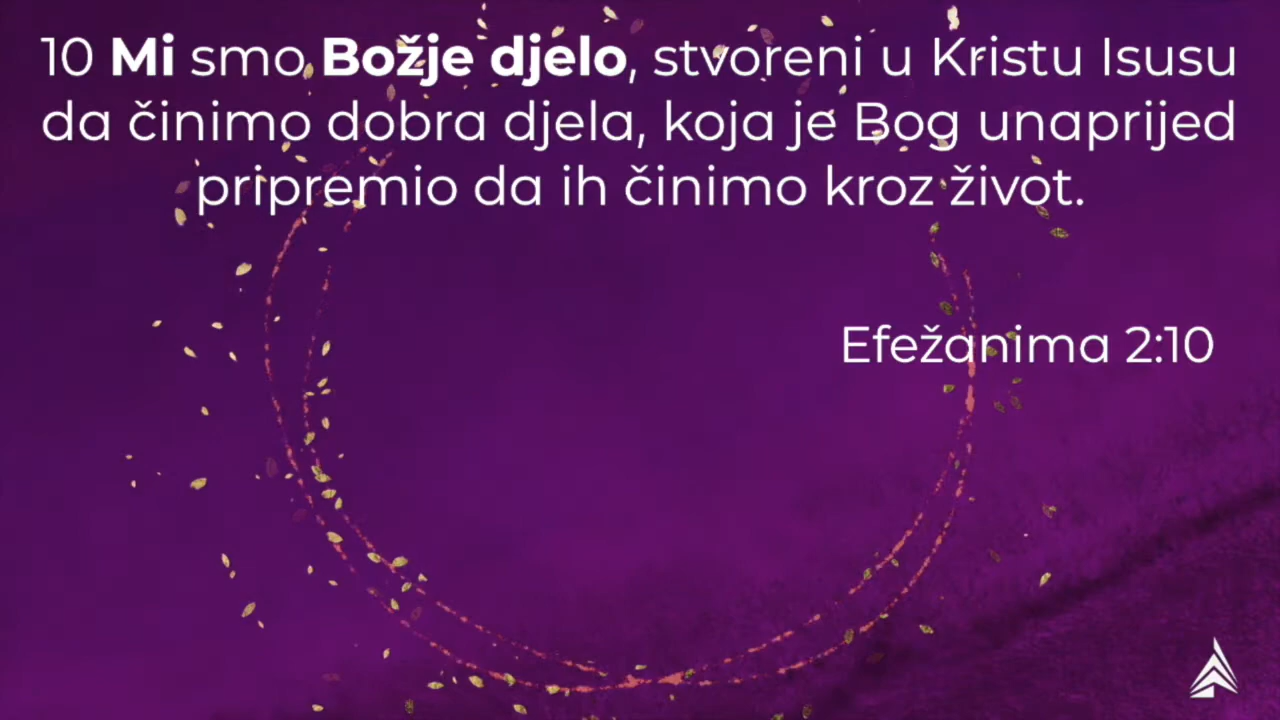 10 Mi smo Božje djelo, stvoreni u Kristu Isusu
da činimo dobra djela, koja je Bog unaprijed
pripremio da ih činimo kroz život.
Efežanima 2:10